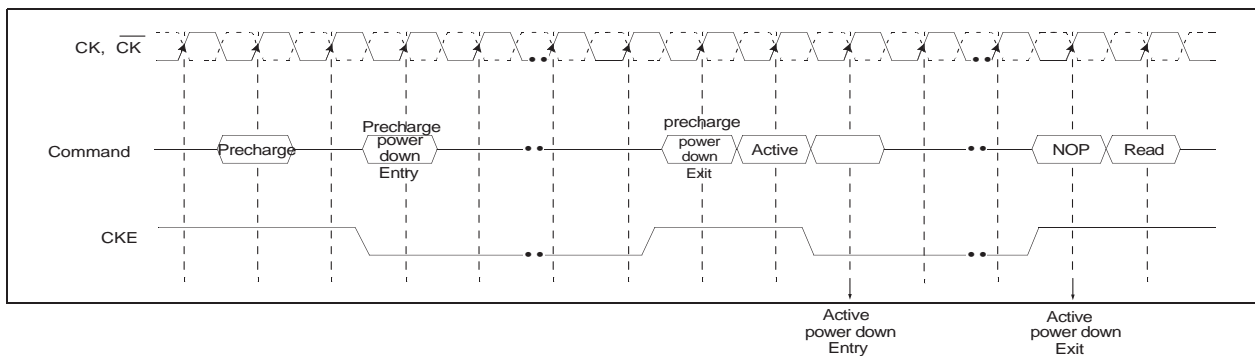 CK, CK
Command
Precharge
Precharge
power
down
Entry
precharge
power
down
Exit
Active
NOP
Read
CKE
Active
power down
Entry
Active
power down
Exit